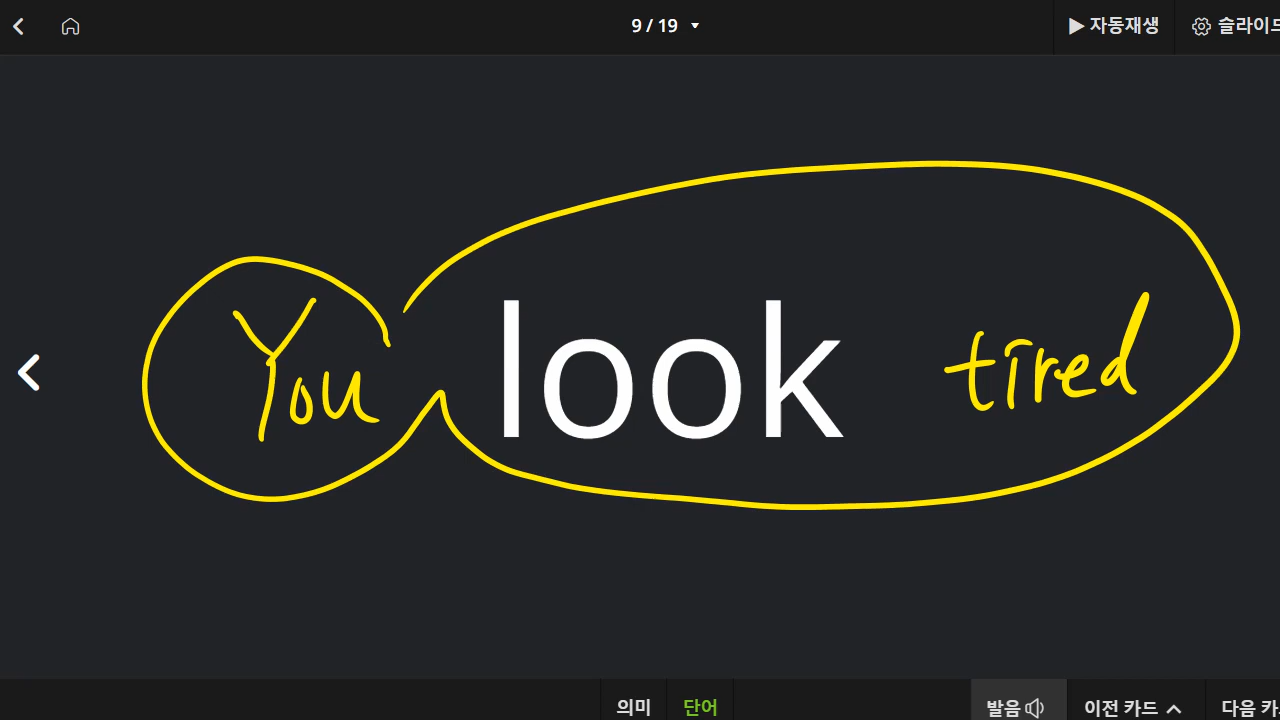 9 / 19
자동재생
슬라이드
You look tired
의미
단어
발음
이전 카드
다음 카